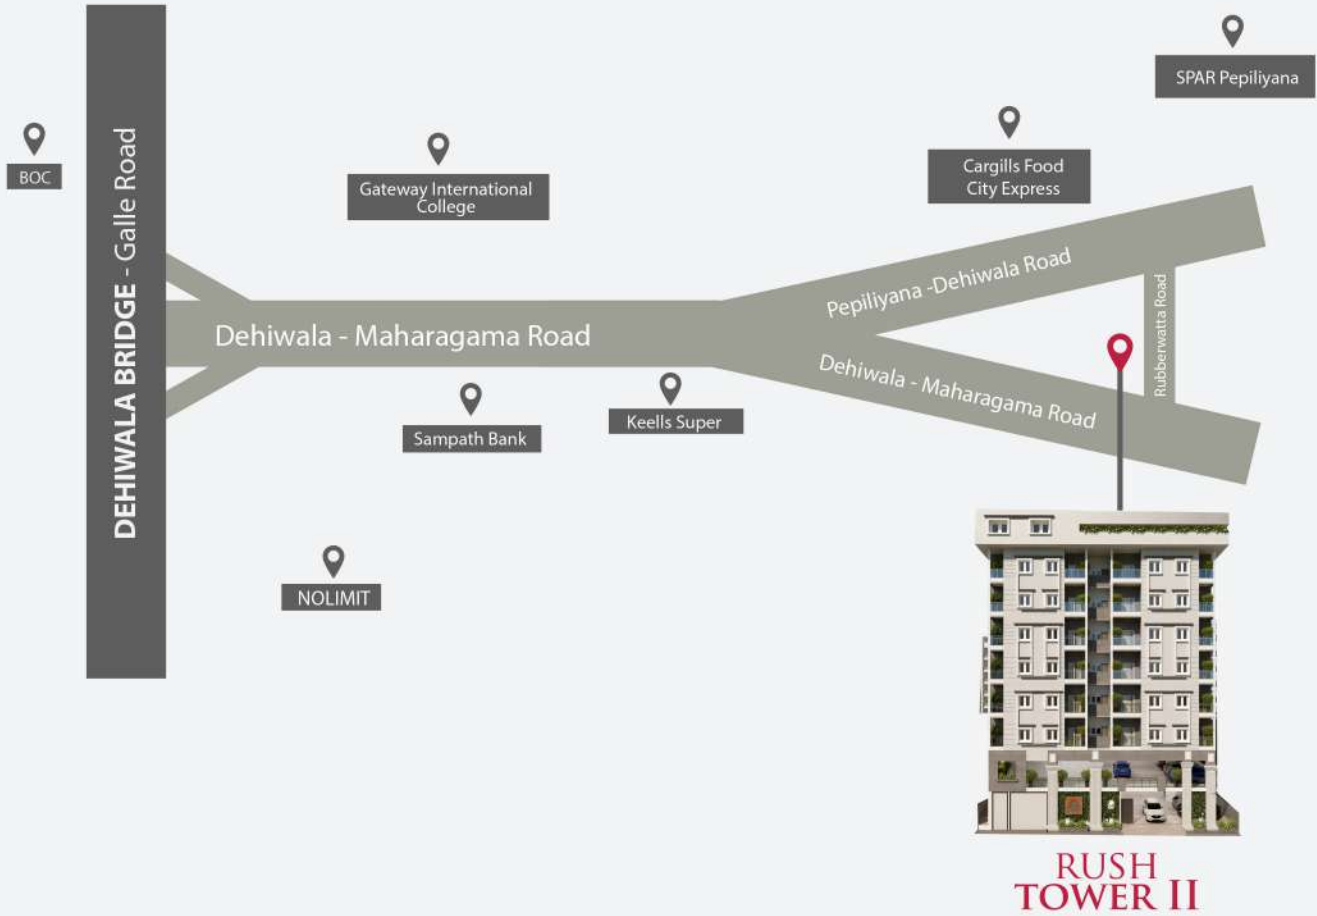 SPAR Pepiliyana
BOC
DEHIWALA BRIDGE - Galle Road
Gateway International
College
Cargills Food
City Express
Pepiliyana -Dehiwala Road
Rubberwatta Road
Dehiwala - Maharagama Road
Dehiwala - Maharagama Road
Sampath Bank
Keells Super
NOLIMIT
RUSH
TOWER II